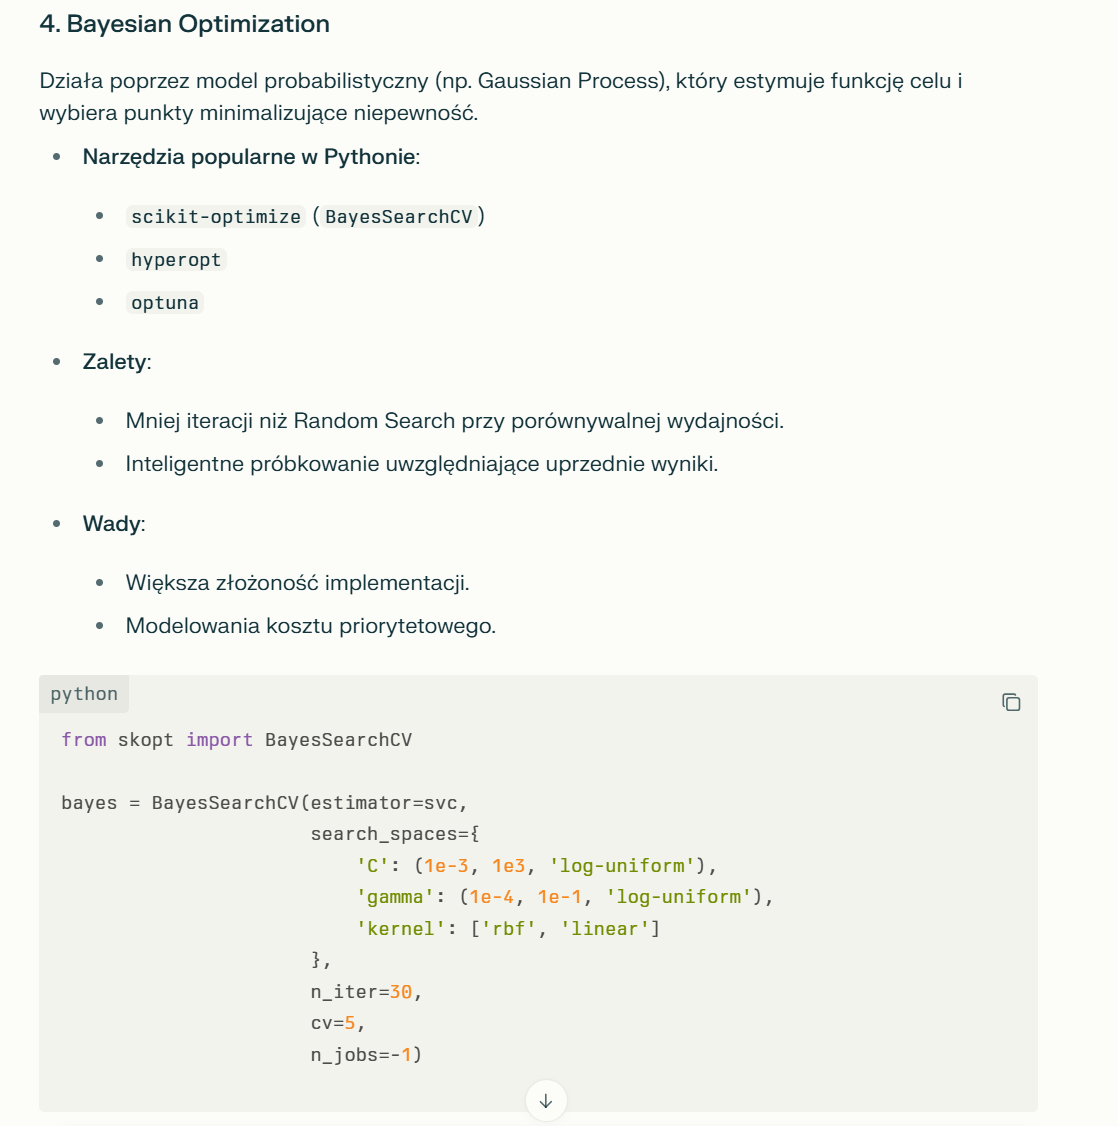 4. Bayesian Optimization
Działa poprzez model probabilistyczny (np. Gaussian Process), który estymuje funkcję celu i
wybiera punkty minimalizujące niepewność.
Narzędzia popularne w Pythonie:
scikit-optimize (BayesSearchCV)
hyperopt
optuna
Zalety:
Mniej iteracji niż Random Search przy porównywalnej wydajności.
Inteligentne próbkowanie uwzględniające uprzednie wyniki.
Wady:
Większa złożoność implementacji.
Modelowania kosztu priorytetowego.
python
from skopt import BayesSearchCV
bayes = BayesSearchCV(estimator=svc,
search_spaces={
'C': (1e-3, 1e3, 'log-uniform'),
'gamma': (1e-4, 1e-1, 'log-uniform'),
'kernel': ['rbf', 'linear']
},
n_iter=30,
cv=5,
n_jobs=-1)